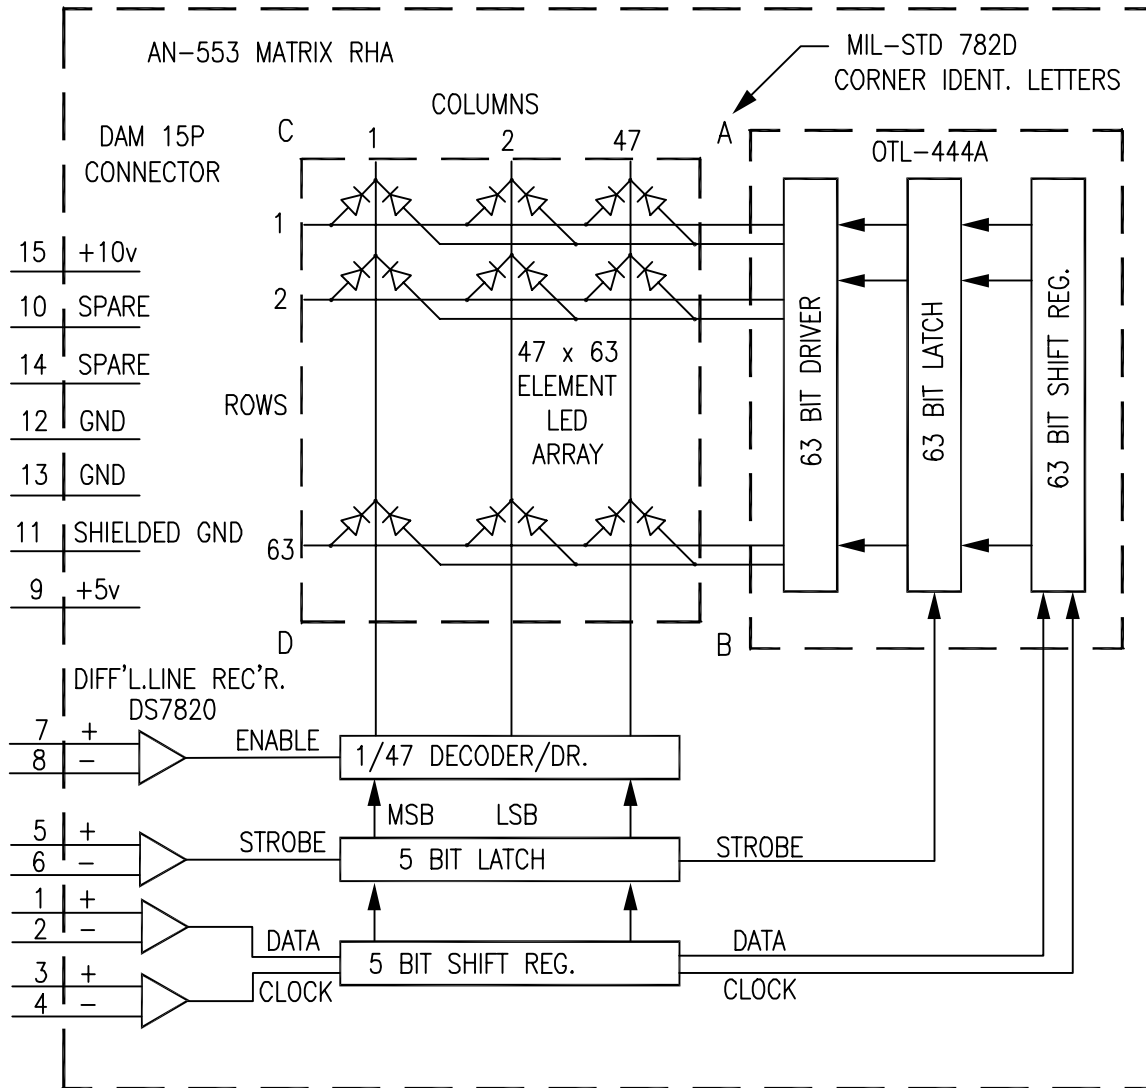 AN-553 MATRIX RHA
MIL-STD 782D
CORNER IDENT. LETTERS
COLUMNS
C
1
2
47
A
DAM 15P
CONNECTOR
OTL-444A
1
2
ROWS
63
47 x 63
ELEMENT
LED
ARRAY
63 BIT DRIVER
63 BIT LATCH
63 BIT SHIFT REG.
15 +10v
10 SPARE
14 SPARE
12 GND
13 GND
11 SHIELDED GND
9 +5v
D
B
DIFF'L.LINE REC'R.
DS7820
7 +
8 -
ENABLE
1/47 DECODER/DR.
MSB LSB
5 +
6 -
STROBE
5 BIT LATCH
STROBE
1 +
2 -
DATA
5 BIT SHIFT REG.
DATA
3 +
4 -
CLOCK
CLOCK